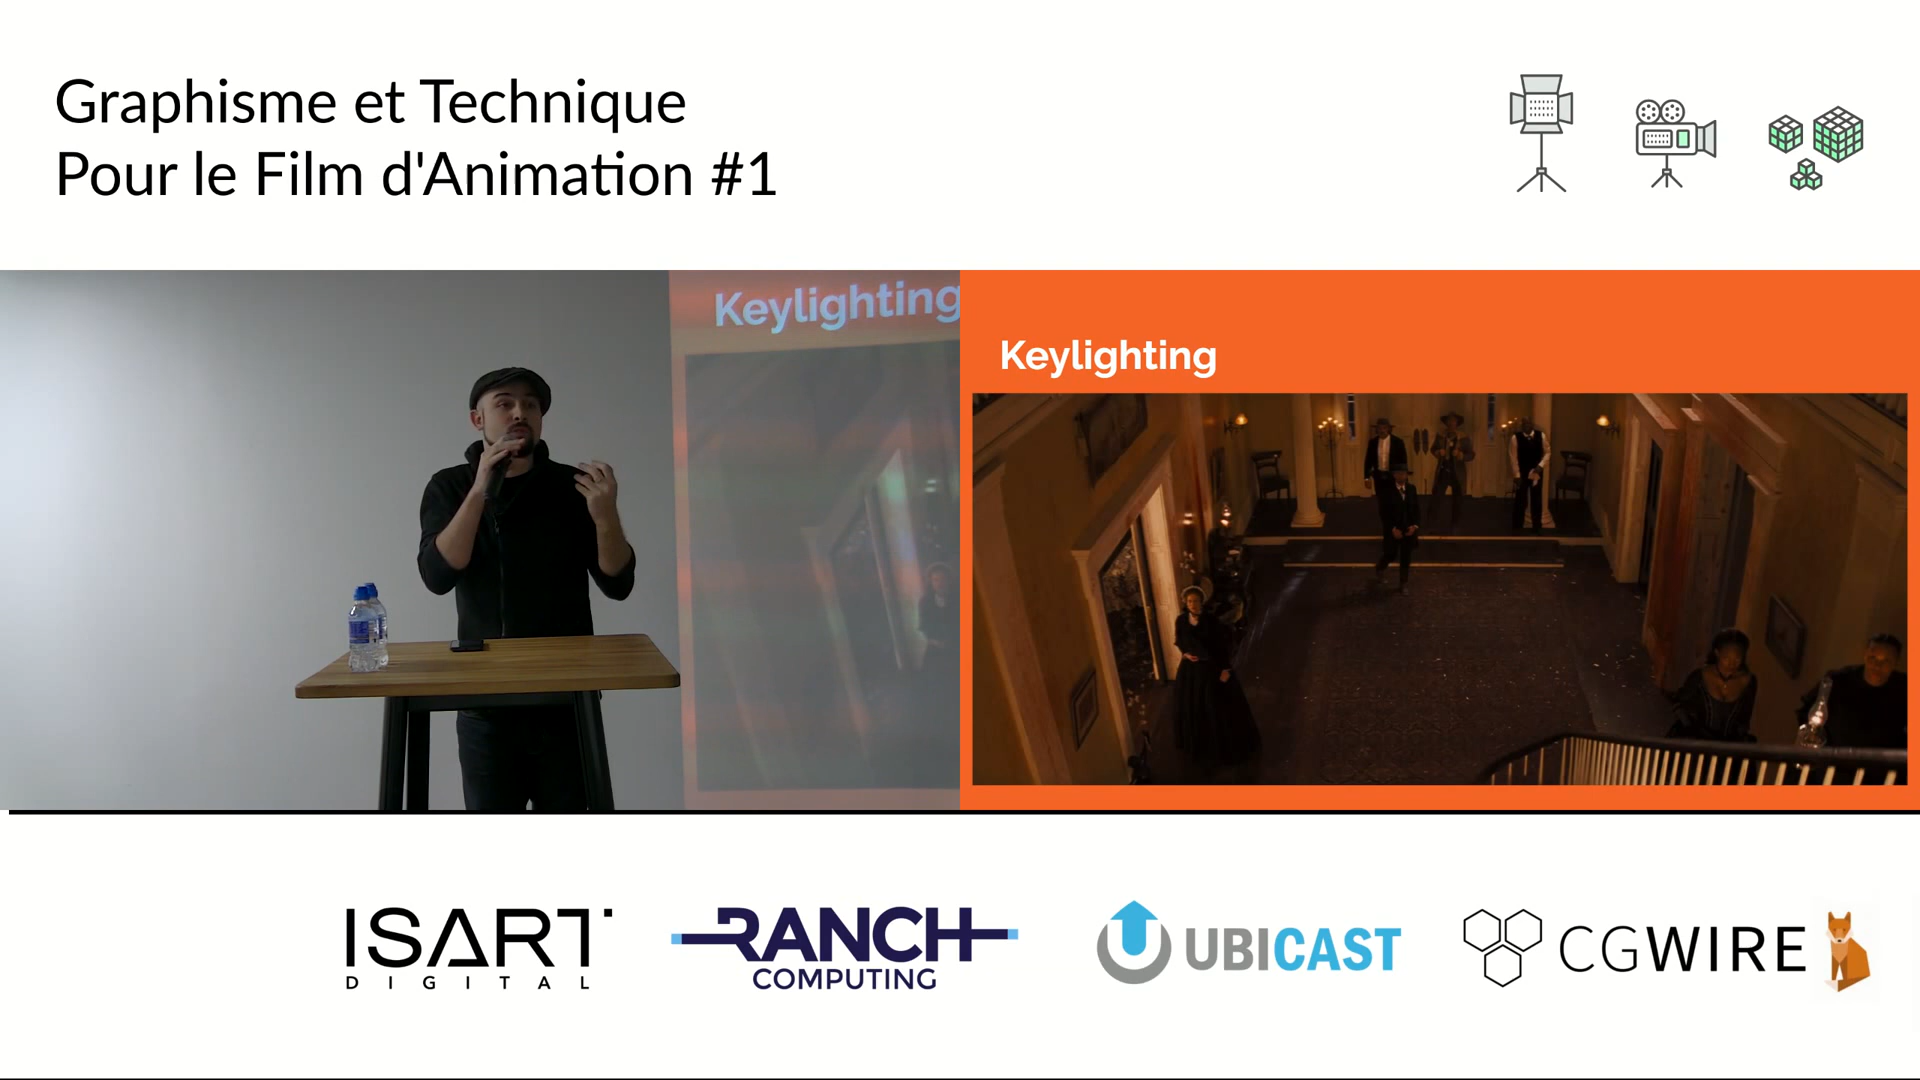 Graphisme et Technique
Pour le Film d'Animation #1
Keylighting
Keylighting
ISART
DIGITAL
RANCH
COMPUTING
UBICAST
CGWIRE